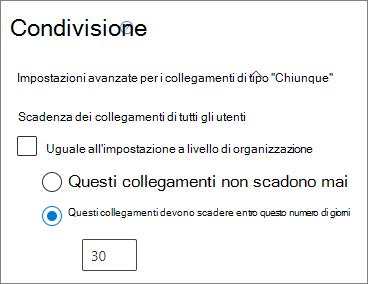 Condivisione
Impostazioni avanzate per i collegamenti di tipo "Chiunque"
Scadenza dei collegamenti di tutti gli utenti
Uguale all'impostazione a livello di organizzazione
Questi collegamenti non scadono mai
Questi collegamenti devono scadere entro questo numero di giorni
30